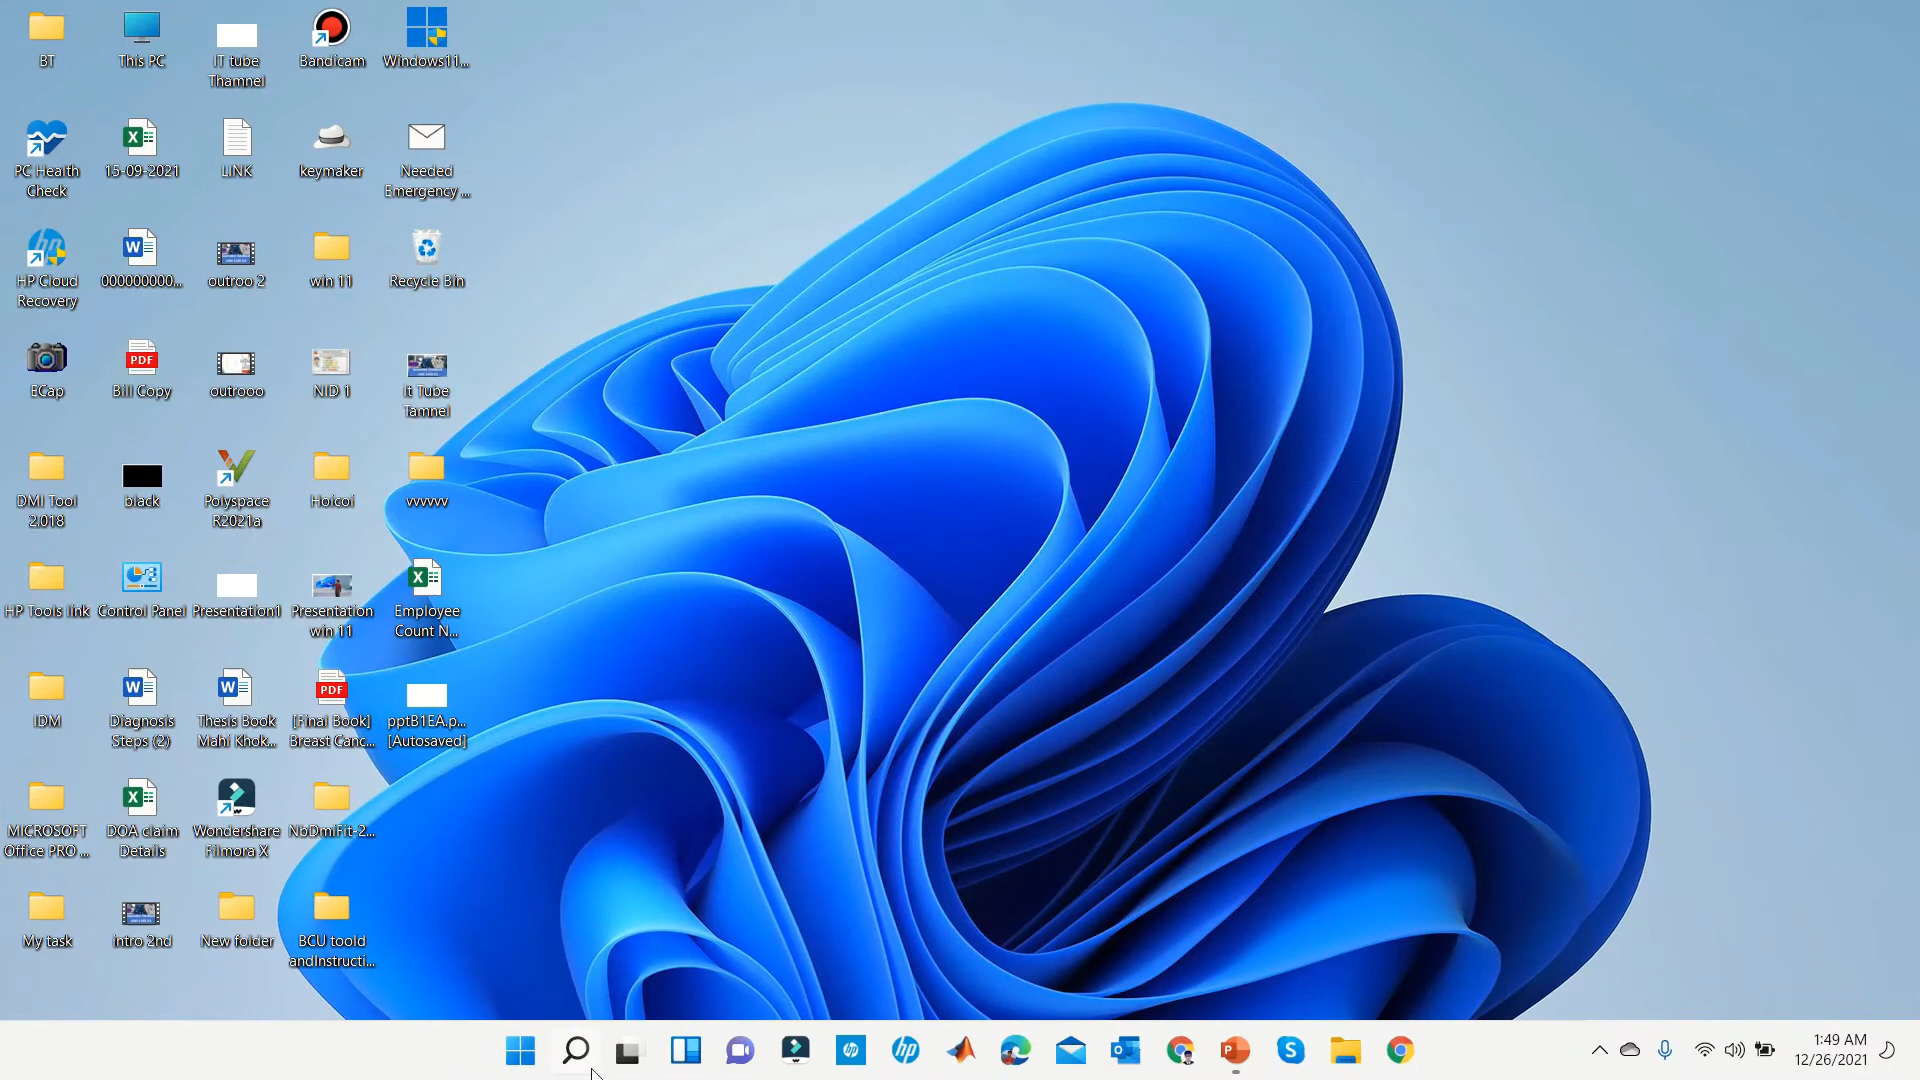 BT
This PC
IT tube
Thamnel
Bandicam
Windows11...
PC Health
Check
15-09-2021
LINK
keymaker
Needed
Emergency ...
HP Cloud
Recovery
000000000...
outroo 2
win 11
Recycle Bin
ECap
PDF
Bill Copy
outrooo
NID 1
It Tube
Tamnel
DMI Tool
2.018
black
Polyspace
R2021a
Hoicoi
vvvvvv
HP Tools link
Control Panel
Presentation1
Presentation
win 11
Employee
Count N...
IDM
Diagnosis
Steps (2)
Thesis Book
Mahi Khok...
PDF
[Final Book]
Breast Canc...
pptB1EA.p...
[Autosaved]
MICROSOFT
Office PRO ...
DOA claim
Details
Wondershare
Filmora X
NbDmiFit-2...
My task
intro 2nd
New folder
BCU toold
andInstructi...
1:49 AM
12/26/2021